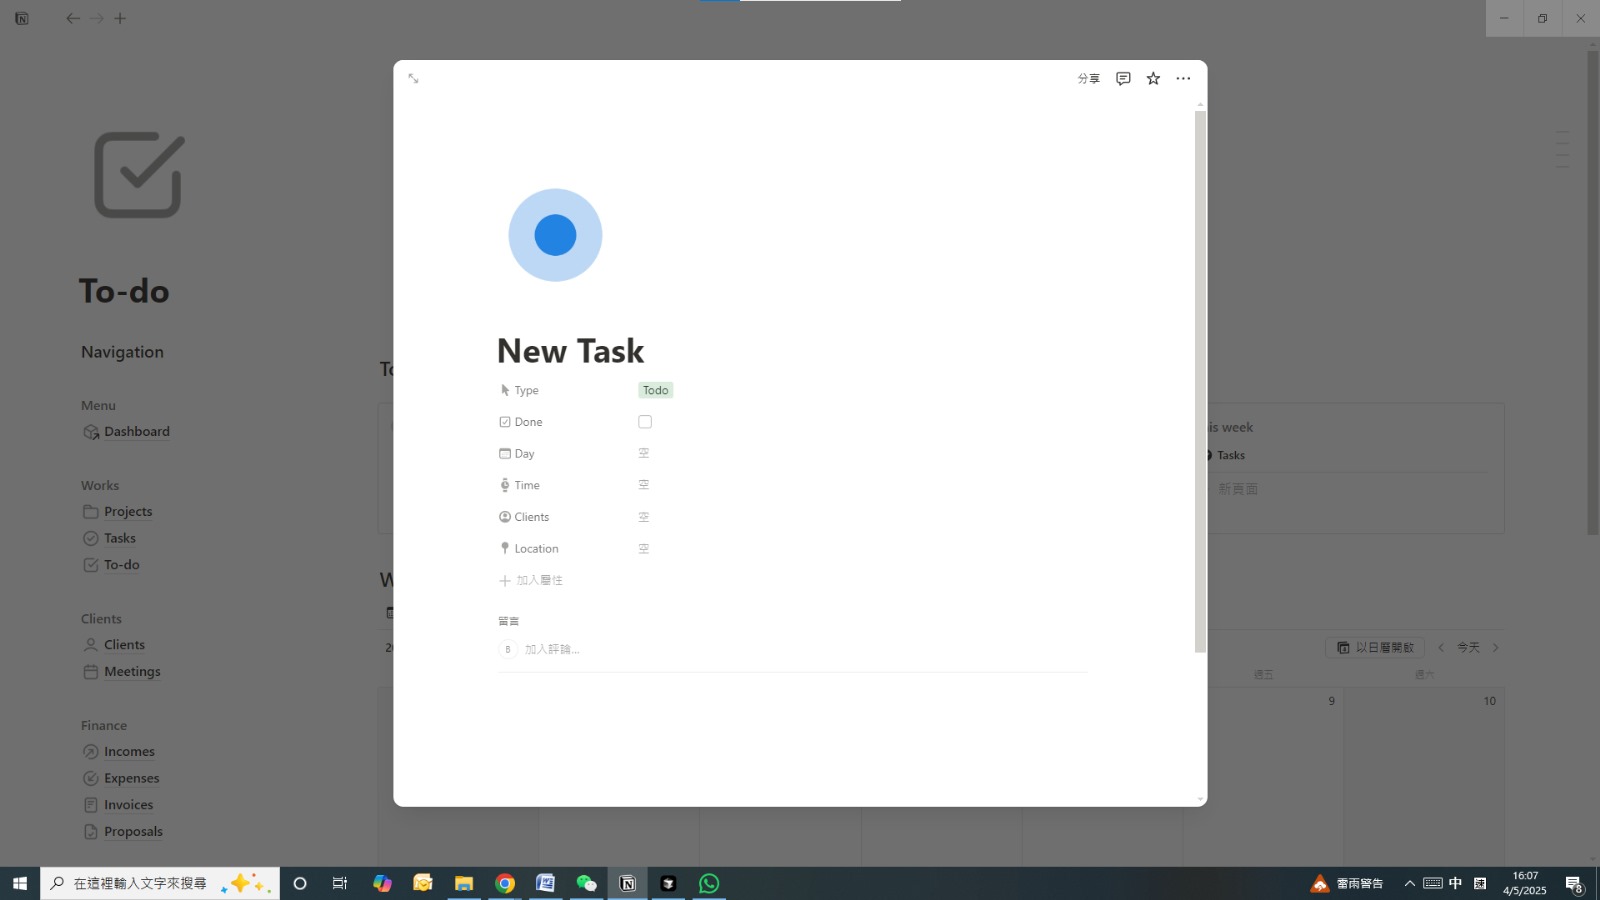 分享
To-do
Navigation
Menu
Dashboard
Works
Projects
Tasks
To-do
Clients
Clients
Meetings
Finance
Incomes
Expenses
Invoices
Proposals
New Task
Type Todo
Done
Day 空
Time 空
Clients 空
Location 空
加入屬性
留言
B 加入評論...
his week
Tasks
新頁面
以日曆開啟
今天
週五 週六
9 10
在這裡輸入文字來搜尋
雷雨警告
中
速
16:07
4/5/2025
8